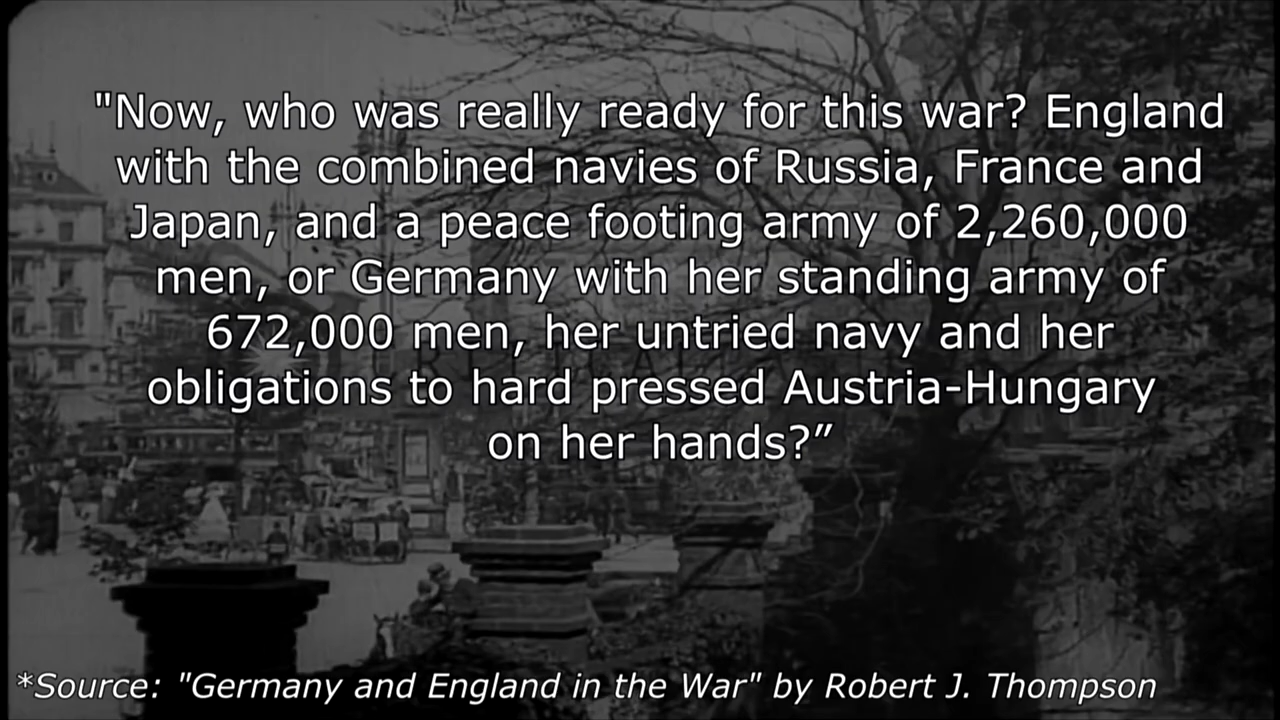 "Now, who was really ready for this war? England
with the combined navies of Russia, France and
Japan, and a peace footing army of 2,260,000
men, or Germany with her standing army of
672,000 men, her untried navy and her
obligations to hard pressed Austria-Hungary
on her hands?”
*Source: "Germany and England in the War" by Robert J. Thompson